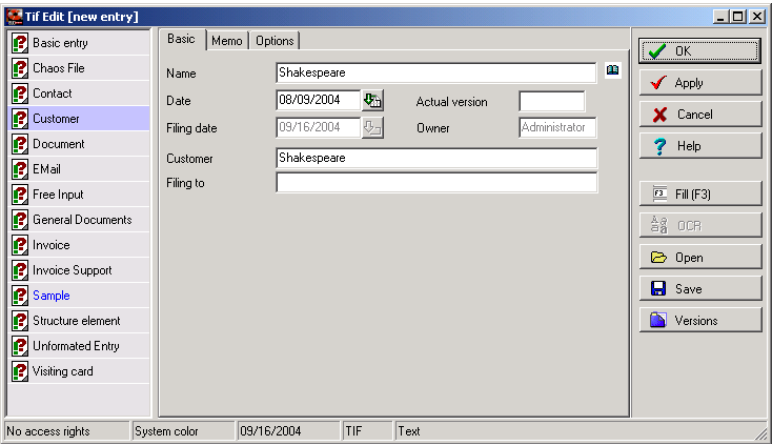 Tif Edit [new entry]
Basic entry
Chaos File
Contact
Customer
Document
EMail
Free Input
General Documents
Invoice
Invoice Support
Sample
Structure element
Unformated Entry
Visiting card
Basic Memo Options
Name Shakespeare
Date 08/09/2004 Actual version
Filing date 09/16/2004 Owner Administrator
Customer Shakespeare
Filing to
OK
Apply
Cancel
Help
F3 Fill (F3)
OCR
Open
Save
Versions
No access rights System color 09/16/2004 TIF Text